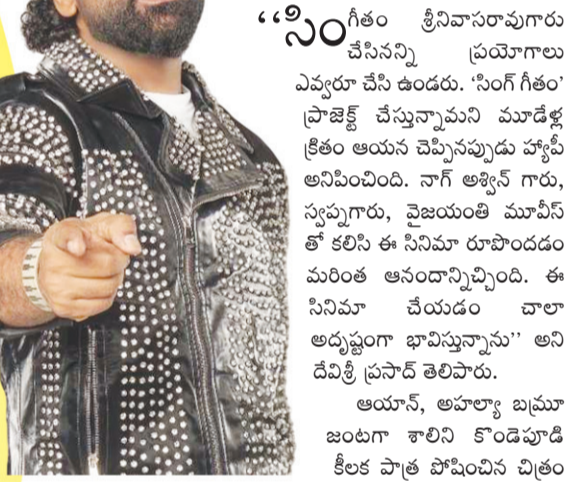 “సింగీతం శ్రీనివాసరావుగారు
చేసినన్ని ప్రయోగాలు
ఎవ్వరూ చేసి ఉండరు. ‘సింగ్ గీతం’
ప్రాజెక్ట్ చేస్తున్నామని మూడేళ్ల
క్రితం ఆయన చెప్పినప్పుడు హ్యాపీ
అనిపించింది. నాగ్ అశ్విన్ గారు,
స్వప్నగారు, వైజయంతి మూవీస్
తో కలిసి ఈ సినిమా రూపొందడం
మరింత ఆనందాన్నిచ్చింది. ఈ
సినిమా చేయడం చాలా
అదృష్టంగా భావిస్తున్నాను’’ అని
దేవిశ్రీ ప్రసాద్ తెలిపారు.
ఆయాన్, అహల్యా బమ్రూ
జంటగా శాలిని కొండెపూడి
కీలక పాత్ర పోషించిన చిత్రం